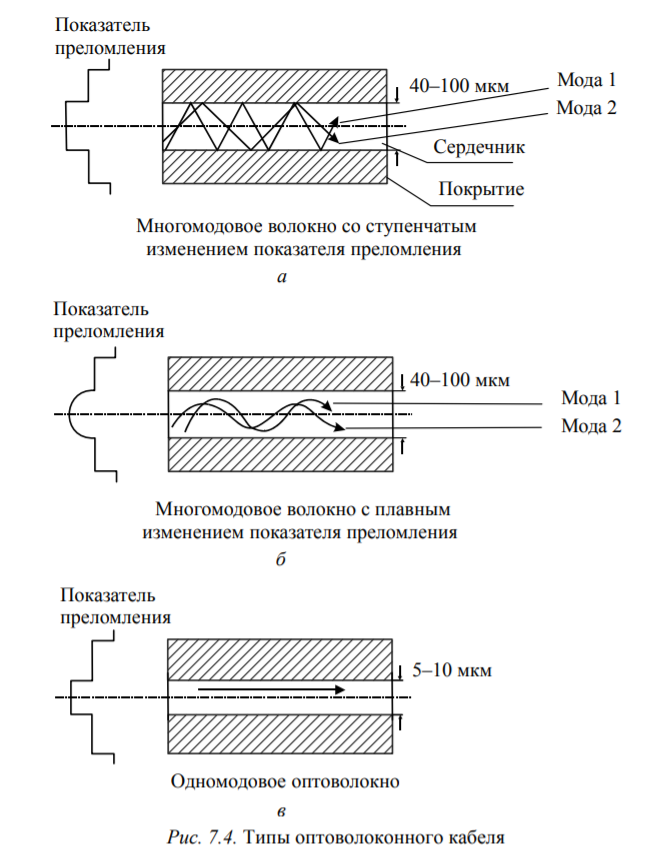 Показатель
преломления
40–100 мкм
Мода 1
Мода 2
Сердечник
Покрытие
Многомодовое волокно со ступенчатым
изменением показателя преломления
а
Показатель
преломления
40–100 мкм
Мода 1
Мода 2
Многомодовое волокно с плавным
изменением показателя преломления
б
Показатель
преломления
5–10 мкм
Одномодовое оптоволокно
в
Рис. 7.4. Типы оптоволоконного кабеля